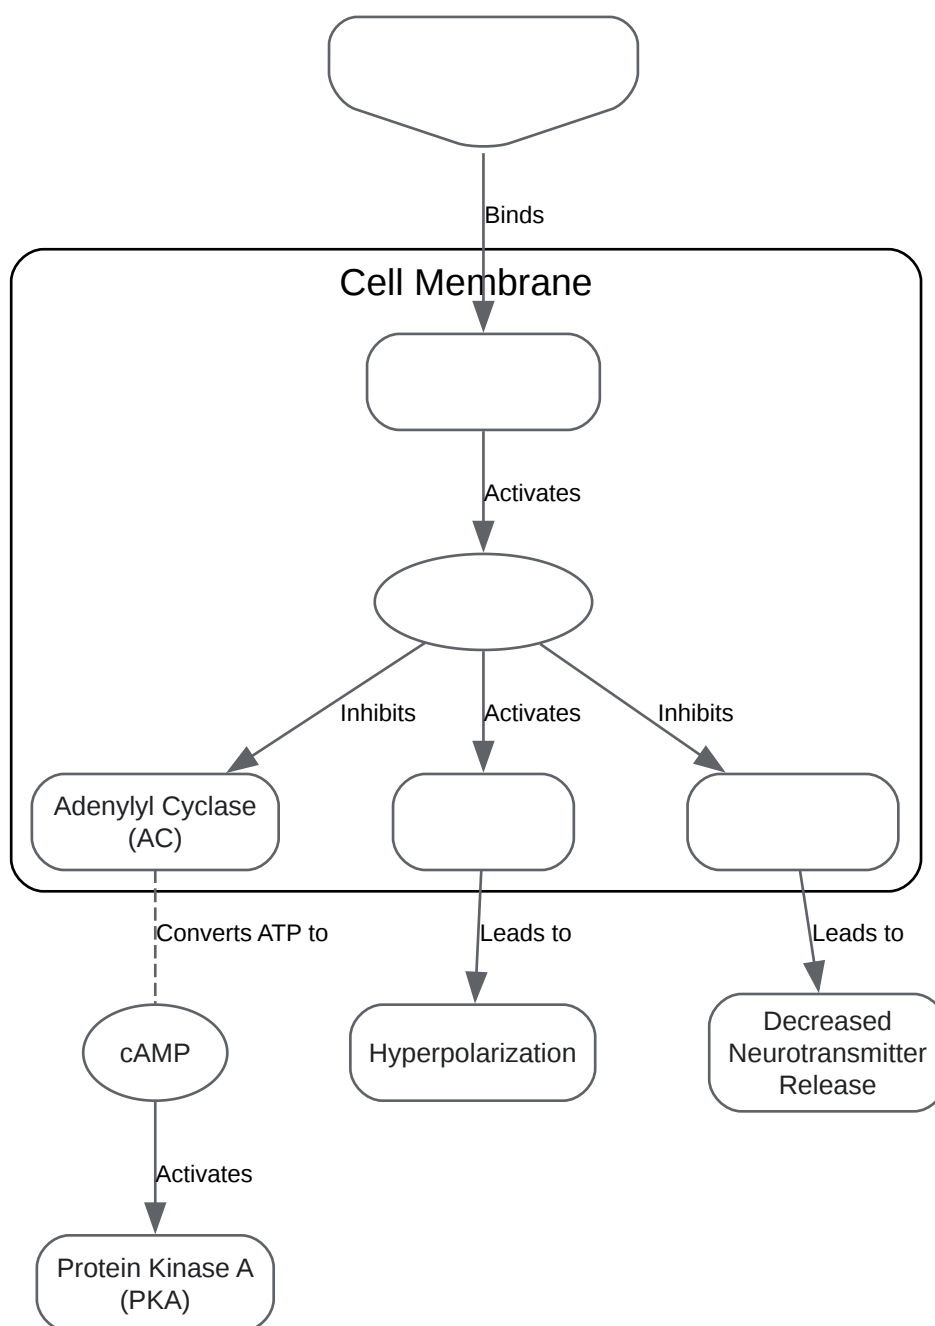 Binds
Cell Membrane
Activates
Inhibits
Activates
Inhibits
Adenylyl Cyclase
(AC)
Converts ATP to
Leads to
Leads to
cAMP
Hyperpolarization
Decreased
Neurotransmitter
Release
Activates
Protein Kinase A
(PKA)